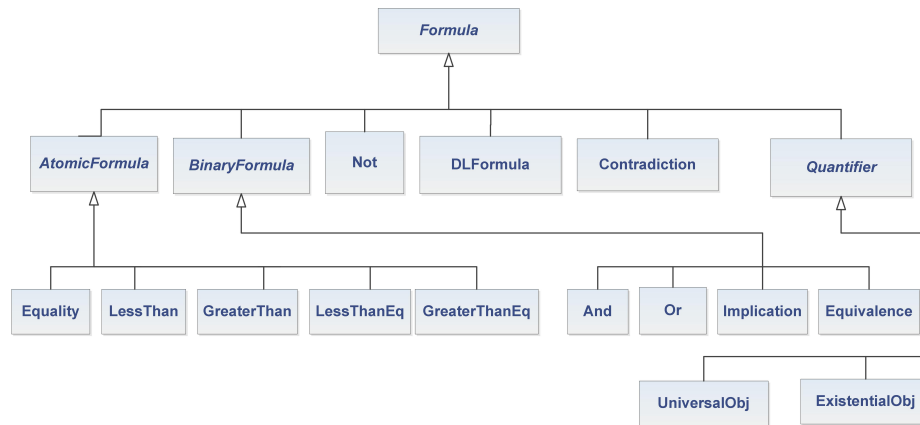 Formula
AtomicFormula
BinaryFormula
Not
DLFormula
Contradiction
Quantifier
Equality
LessThan
GreaterThan
LessThanEq
GreaterThanEq
And
Or
Implication
Equivalence
UniversalObj
ExistentialObj